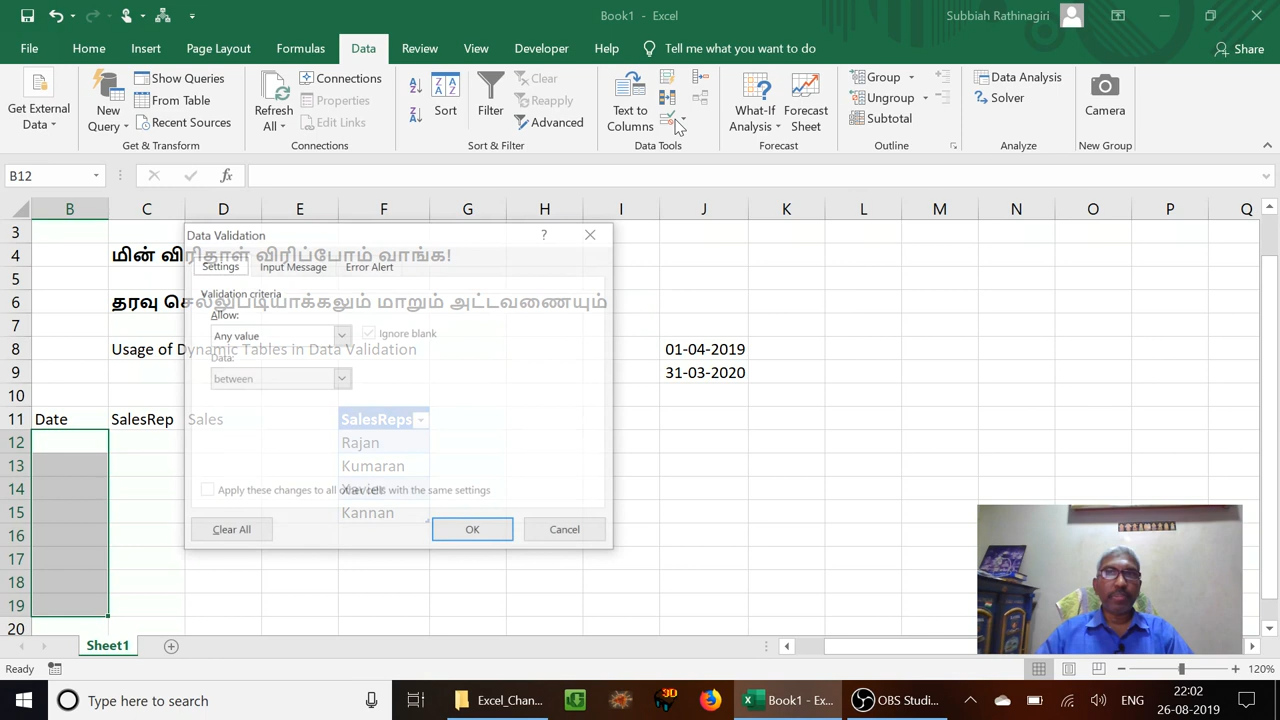 Book1 - Excel
Subbiah Rathinagiri
File Home Insert Page Layout Formulas Data Review View Developer Help Tell me what you want to do Share
Get External Data
New Query
Show Queries
From Table
Recent Sources
Get & Transform
Refresh All
Connections
Properties
Edit Links
Connections
Sort
Filter
Clear
Reapply
Advanced
Sort & Filter
Text to Columns
Data Tools
What-If Analysis
Forecast Sheet
Forecast
Group
Ungroup
Subtotal
Outline
Data Analysis
Solver
Analyze
Camera
New Group
B12
fx
B C D E F G H I J K L M N O P Q
3
4 மின் விரிதாள் விரிப்போம் வாங்க!
5
6 தரவு செல்லுபடியாக்கலும் மாறும் அட்டவணையும்
7
8 Usage of Dynamic Tables in Data Validation 01-04-2019
9 31-03-2020
10
11 Date SalesRep Sales SalesReps
12 Rajan
13 Kumaran
14
15 Kannan
16
17
18
19
20
Data Validation ?
Settings Input Message Error Alert
Validation criteria
Allow:
Any value Ignore blank
Data:
between
Apply these changes to all other cells with the same settings
Clear All OK Cancel
Sheet1
Ready 120%
Type here to search
Excel_Chan...
3D
Book1 - Exc...
OBS Studi...
ENG
22:02
26-08-2019